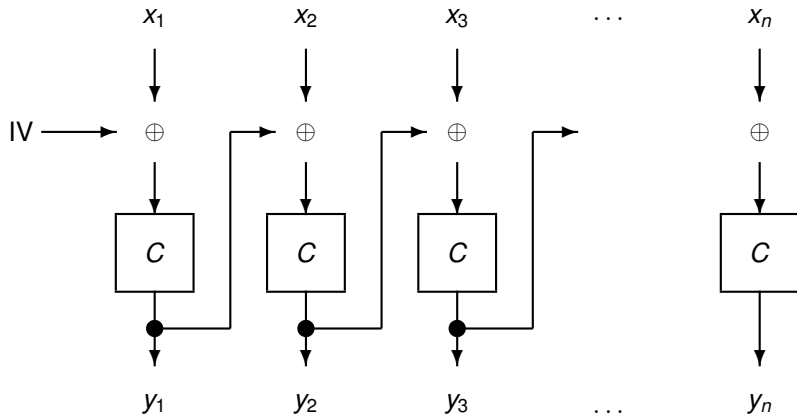 x₁ x₂ x₃ ... xₙ
IV ⊕ ⊕ ⊕ ⊕
C C C C
y₁ y₂ y₃ ... yₙ